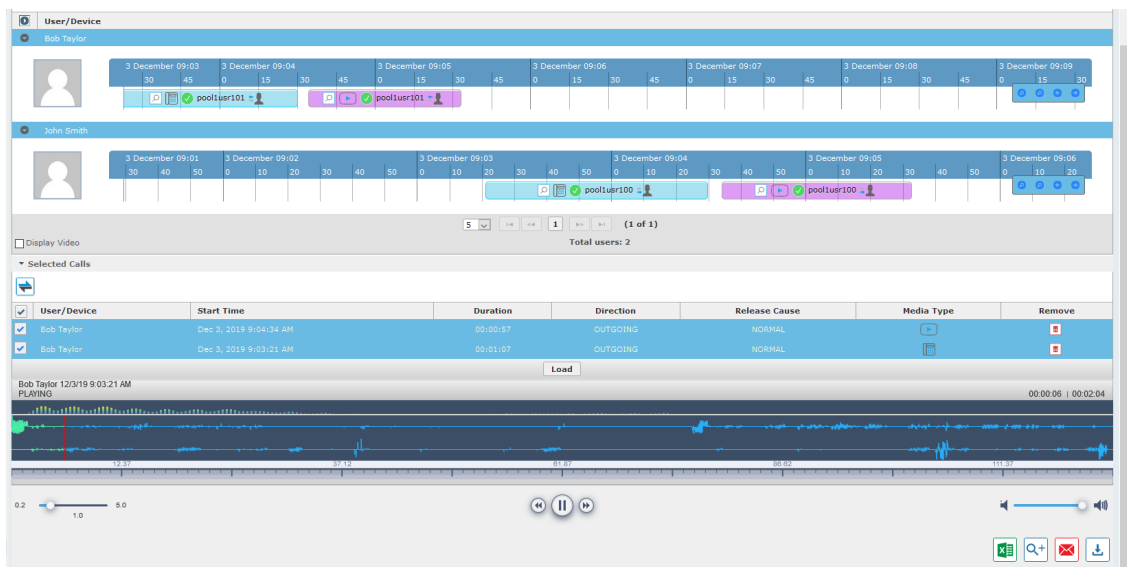 User/Device
Bob Taylor
3 December 09:03 3 December 09:04 3 December 09:05 3 December 09:06 3 December 09:07 3 December 09:08 3 December 09:09
30 45 0 15 30 45 0 15 30 45 0 15 30 45 0 15 30 45 0 15 30 45 0 15 30
pool1usr101 pool1usr101
John Smith
3 December 09:01 3 December 09:02 3 December 09:03 3 December 09:04 3 December 09:05 3 December 09:06
30 40 50 0 10 20 30 40 50 0 10 20 30 40 50 0 10 20 30 40 50 0 10 20 30 40 50 0 10 20
pool1usr100 pool1usr100
5 1 (1 of 1)
Display Video Total users: 2
Selected Calls
User/Device Start Time Duration Direction Release Cause Media Type Remove
Bob Taylor Dec 3, 2019 9:04:34 AM 00:00:57 OUTGOING NORMAL
Bob Taylor Dec 3, 2019 9:03:21 AM 00:01:07 OUTGOING NORMAL
Load
Bob Taylor 12/3/19 9:03:21 AM
PLAYING 00:00:06 | 00:02:04
12.37 37.12 61.87 86.62 111.37
0.2 5.0
1.0